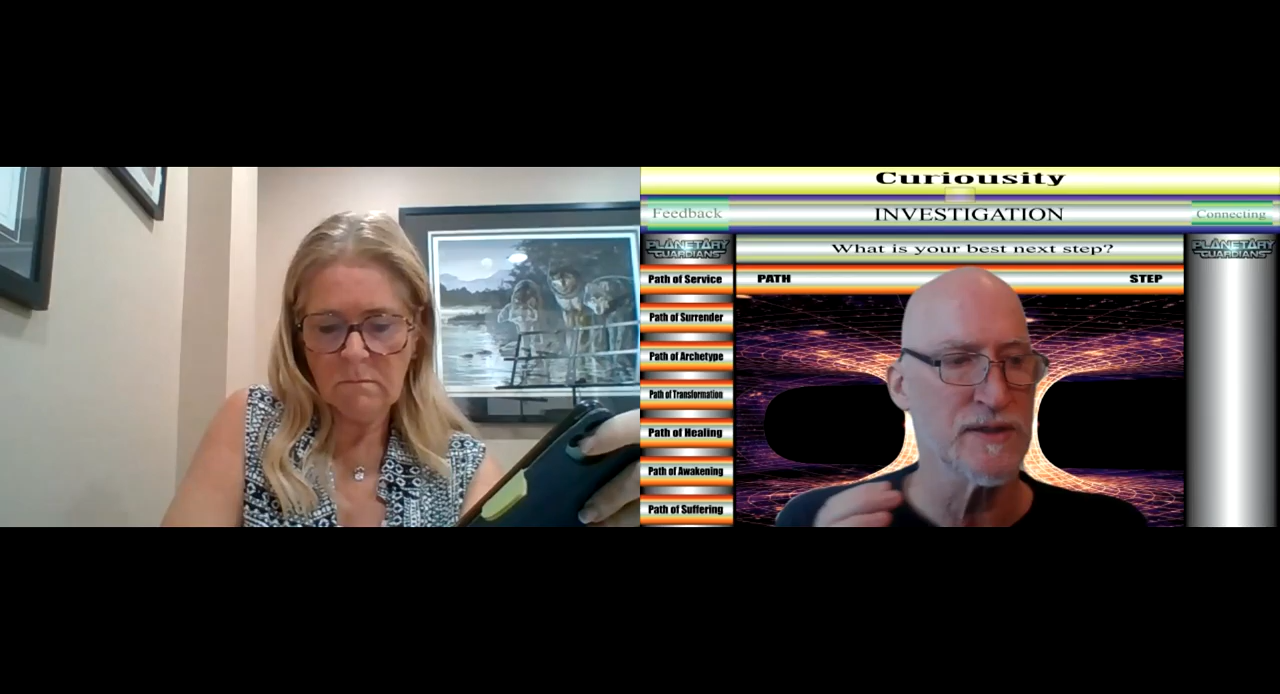 Curiousity
Feedback
INVESTIGATION
Connecting
PLANETARY
GUARDIANS
What is your best next step?
PLANETARY
GUARDIANS
Path of Service
PATH
STEP
Path of Surrender
Path of Archetype
Path of Transformation
Path of Healing
Path of Awakening
Path of Suffering